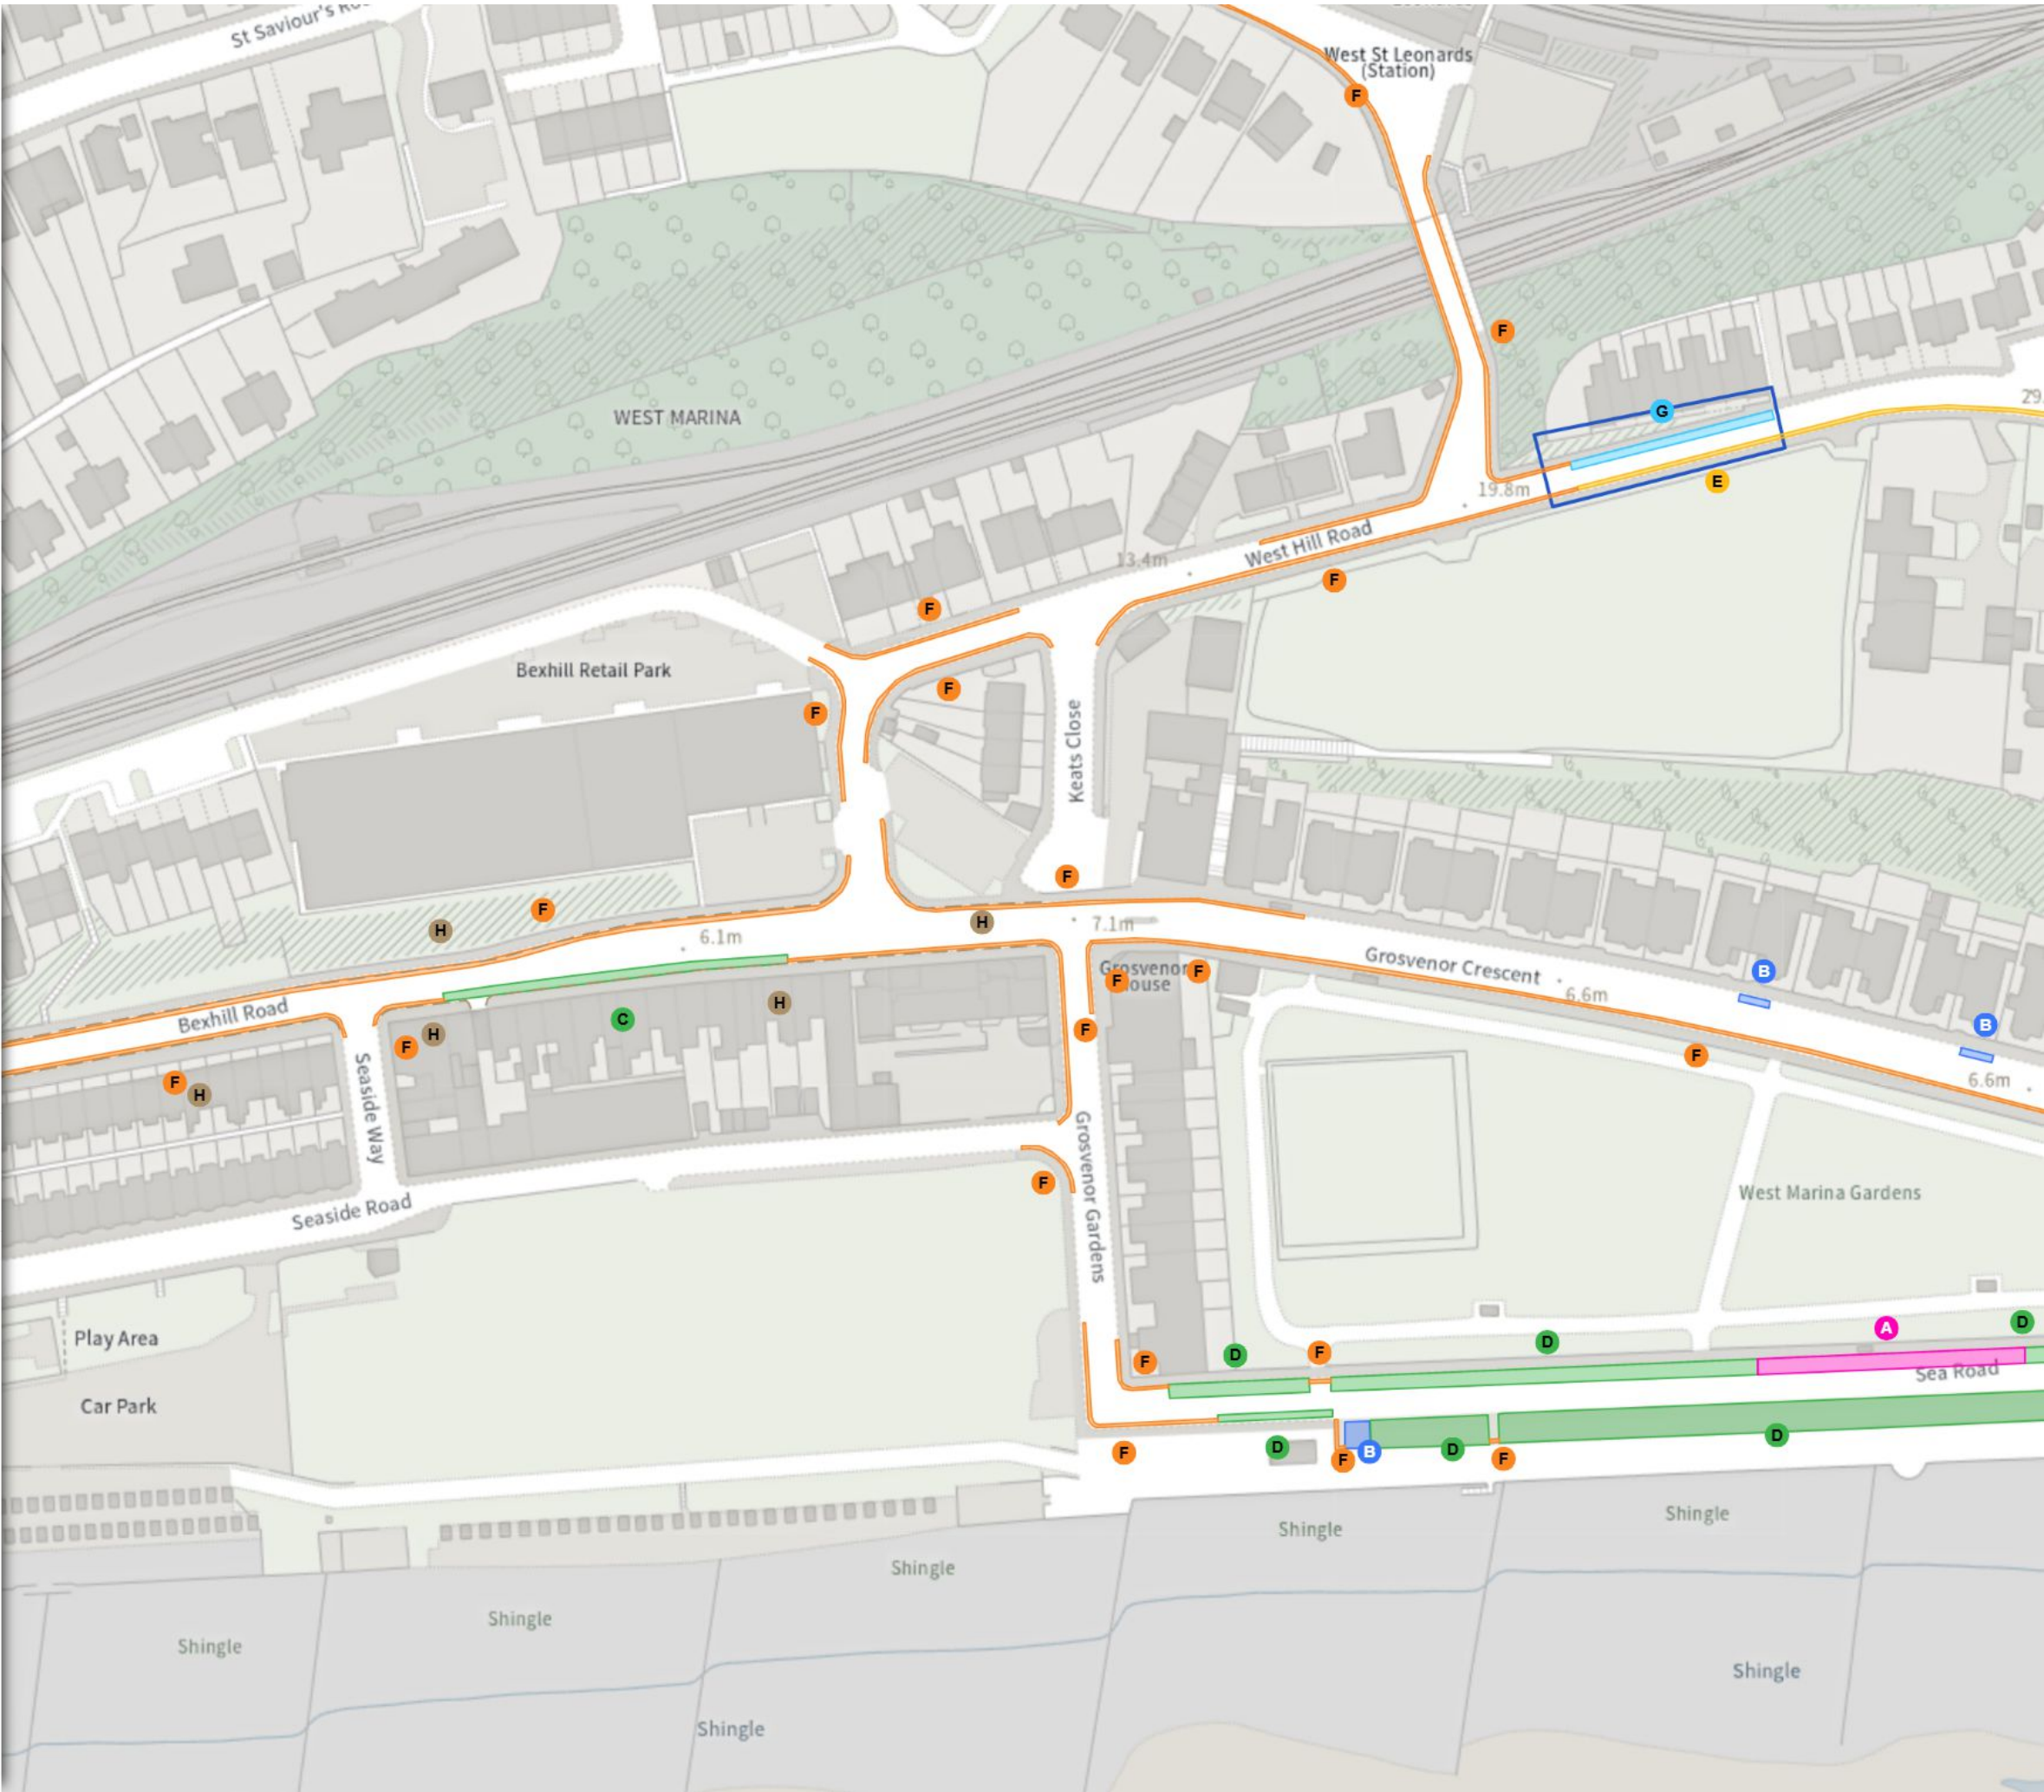 St Saviour's
West St Leonards
(Station)
F
F
WEST MARINA
G
E
19.8m
29.
West Hill Road
13.4m
F
F
Bexhill Retail Park
F
F
Keats Close
F
F
H
H
7.1m
6.1m
Grosvenor Crescent
Grosvenor
House
F
F
B
6.6m
Bexhill Road
H
C
B
F
H
F
F
F
H
6.6m
Seaside Way
Grosvenor Gardens
F
West Marina Gardens
Seaside Road
Play Area
A
D
D
D
F
F
Sea Road
Car Park
D
F
F
B
D
F
D
Shingle
Shingle
Shingle
Shingle
Shingle
Shingle
Shingle